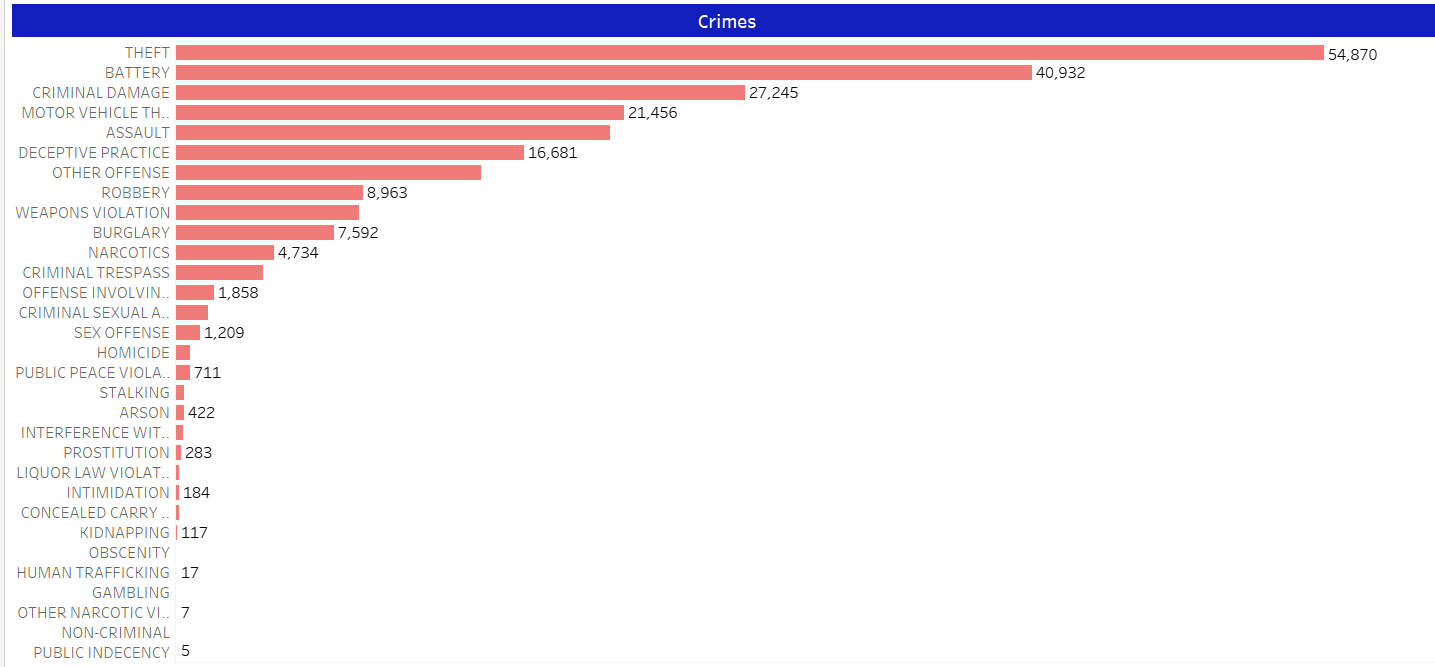 Crimes
THEFT 54,870
BATTERY 40,932
CRIMINAL DAMAGE 27,245
MOTOR VEHICLE TH.. 21,456
ASSAULT
DECEPTIVE PRACTICE 16,681
OTHER OFFENSE
ROBBERY 8,963
WEAPONS VIOLATION
BURGLARY 7,592
NARCOTICS 4,734
CRIMINAL TRESPASS
OFFENSE INVOLVIN.. 1,858
CRIMINAL SEXUAL A..
SEX OFFENSE 1,209
HOMICIDE
PUBLIC PEACE VIOLA.. 711
STALKING
ARSON 422
INTERFERENCE WIT..
PROSTITUTION 283
LIQUOR LAW VIOLAT..
INTIMIDATION 184
CONCEALED CARRY ..
KIDNAPPING 117
OBSCENITY
HUMAN TRAFFICKING 17
GAMBLING
OTHER NARCOTIC VI.. 7
NON-CRIMINAL
PUBLIC INDECENCY 5